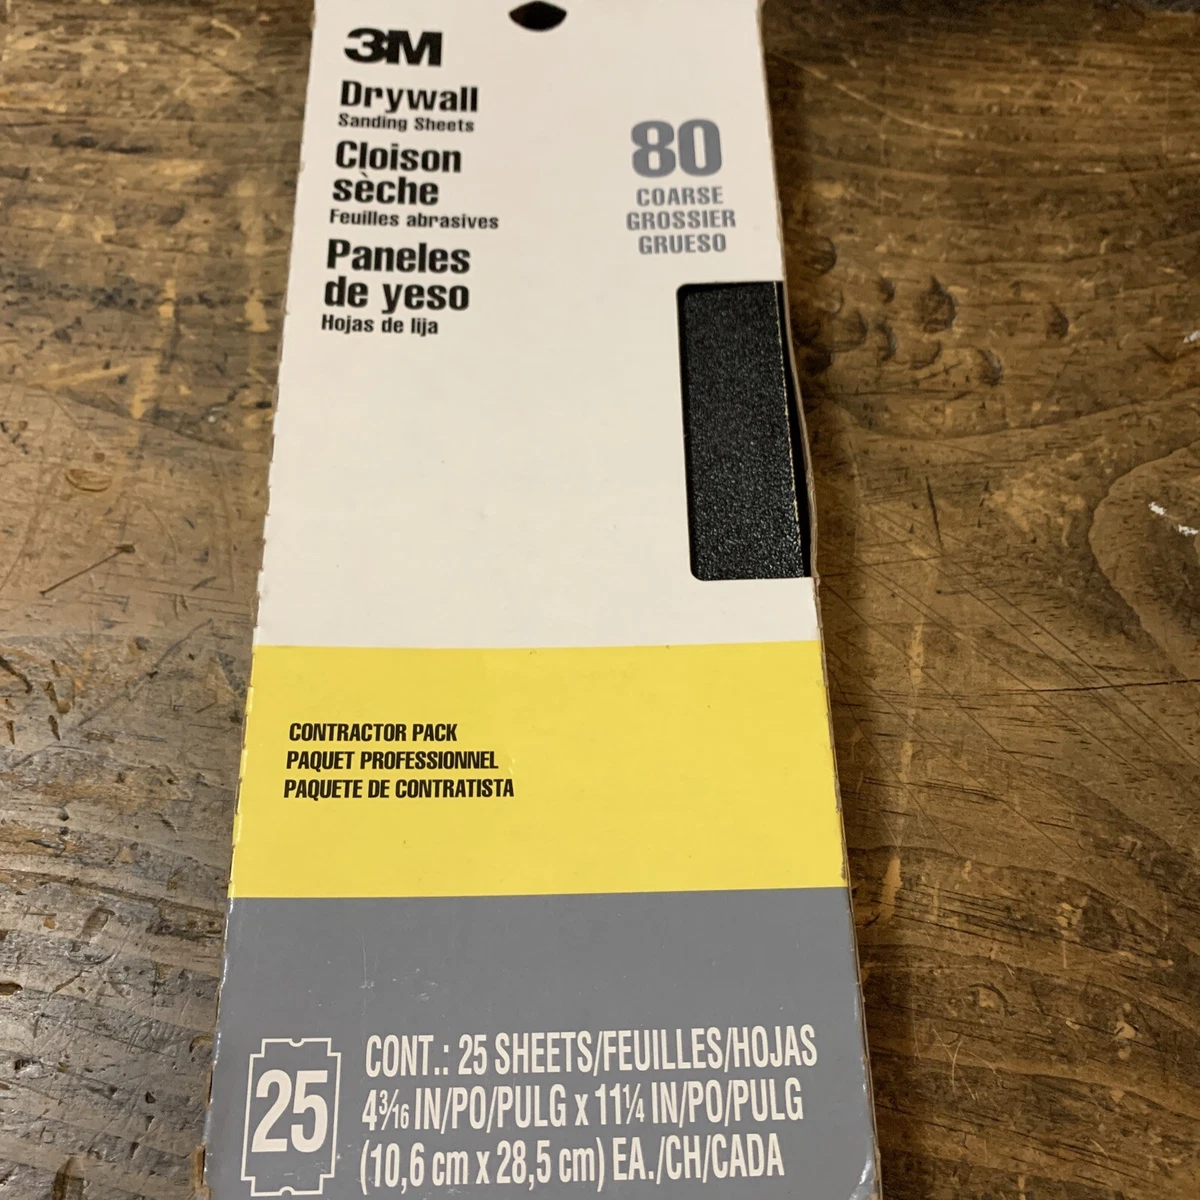 3M
Drywall
Sanding Sheets
Cloison
sèche
Feuilles abrasives
Paneles
de yeso
Hojas de lija
80
COARSE
GROSSIER
GRUESO
CONTRACTOR PACK
PAQUET PROFESSIONNEL
PAQUETE DE CONTRATISTA
25
CONT.: 25 SHEETS/FEUILLES/HOJAS
4 3/16 IN/PO/PULG x 11 1/4 IN/PO/PULG
(10,6 cm x 28,5 cm) EA./CH/CADA